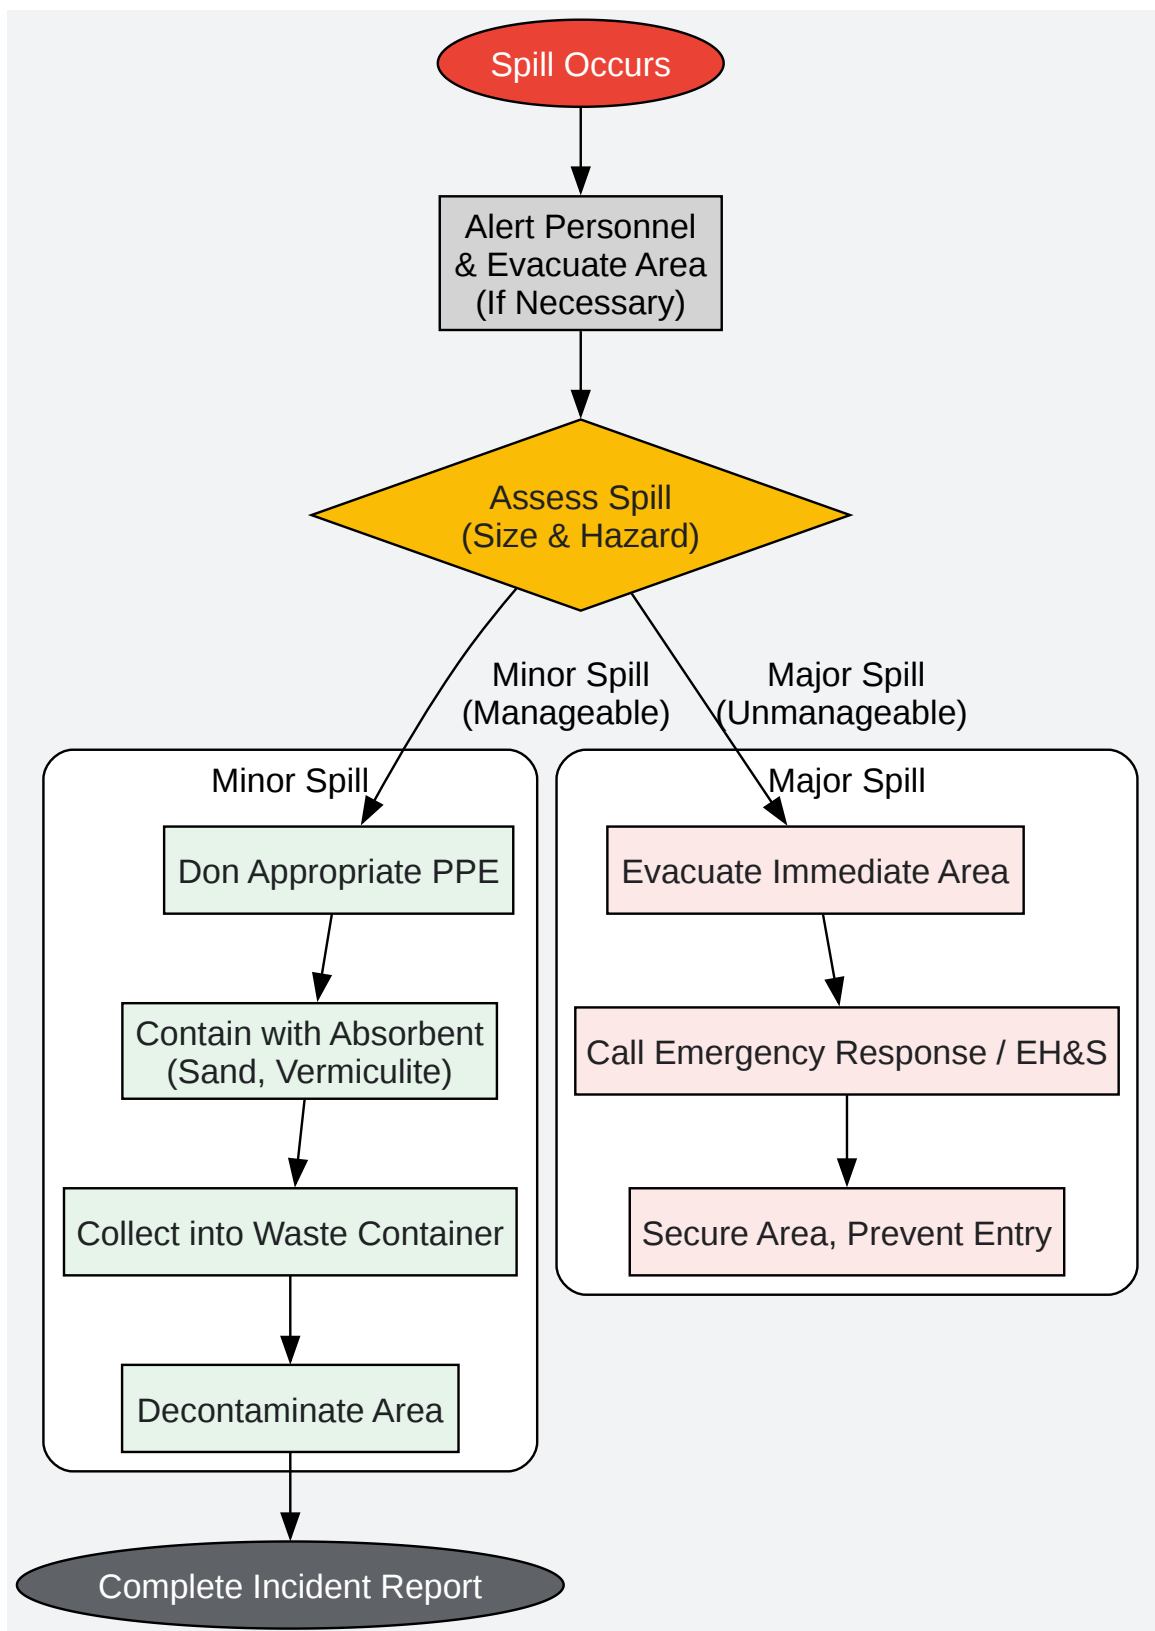 Spill Occurs
Alert Personnel
& Evacuate Area
(If Necessary)
Assess Spill
(Size & Hazard)
Minor Spill
(Manageable)
Major Spill
(Unmanageable)
Minor Spill
Don Appropriate PPE
Contain with Absorbent
(Sand, Vermiculite)
Collect into Waste Container
Decontaminate Area
Major Spill
Evacuate Immediate Area
Call Emergency Response / EH&S
Secure Area, Prevent Entry
Complete Incident Report